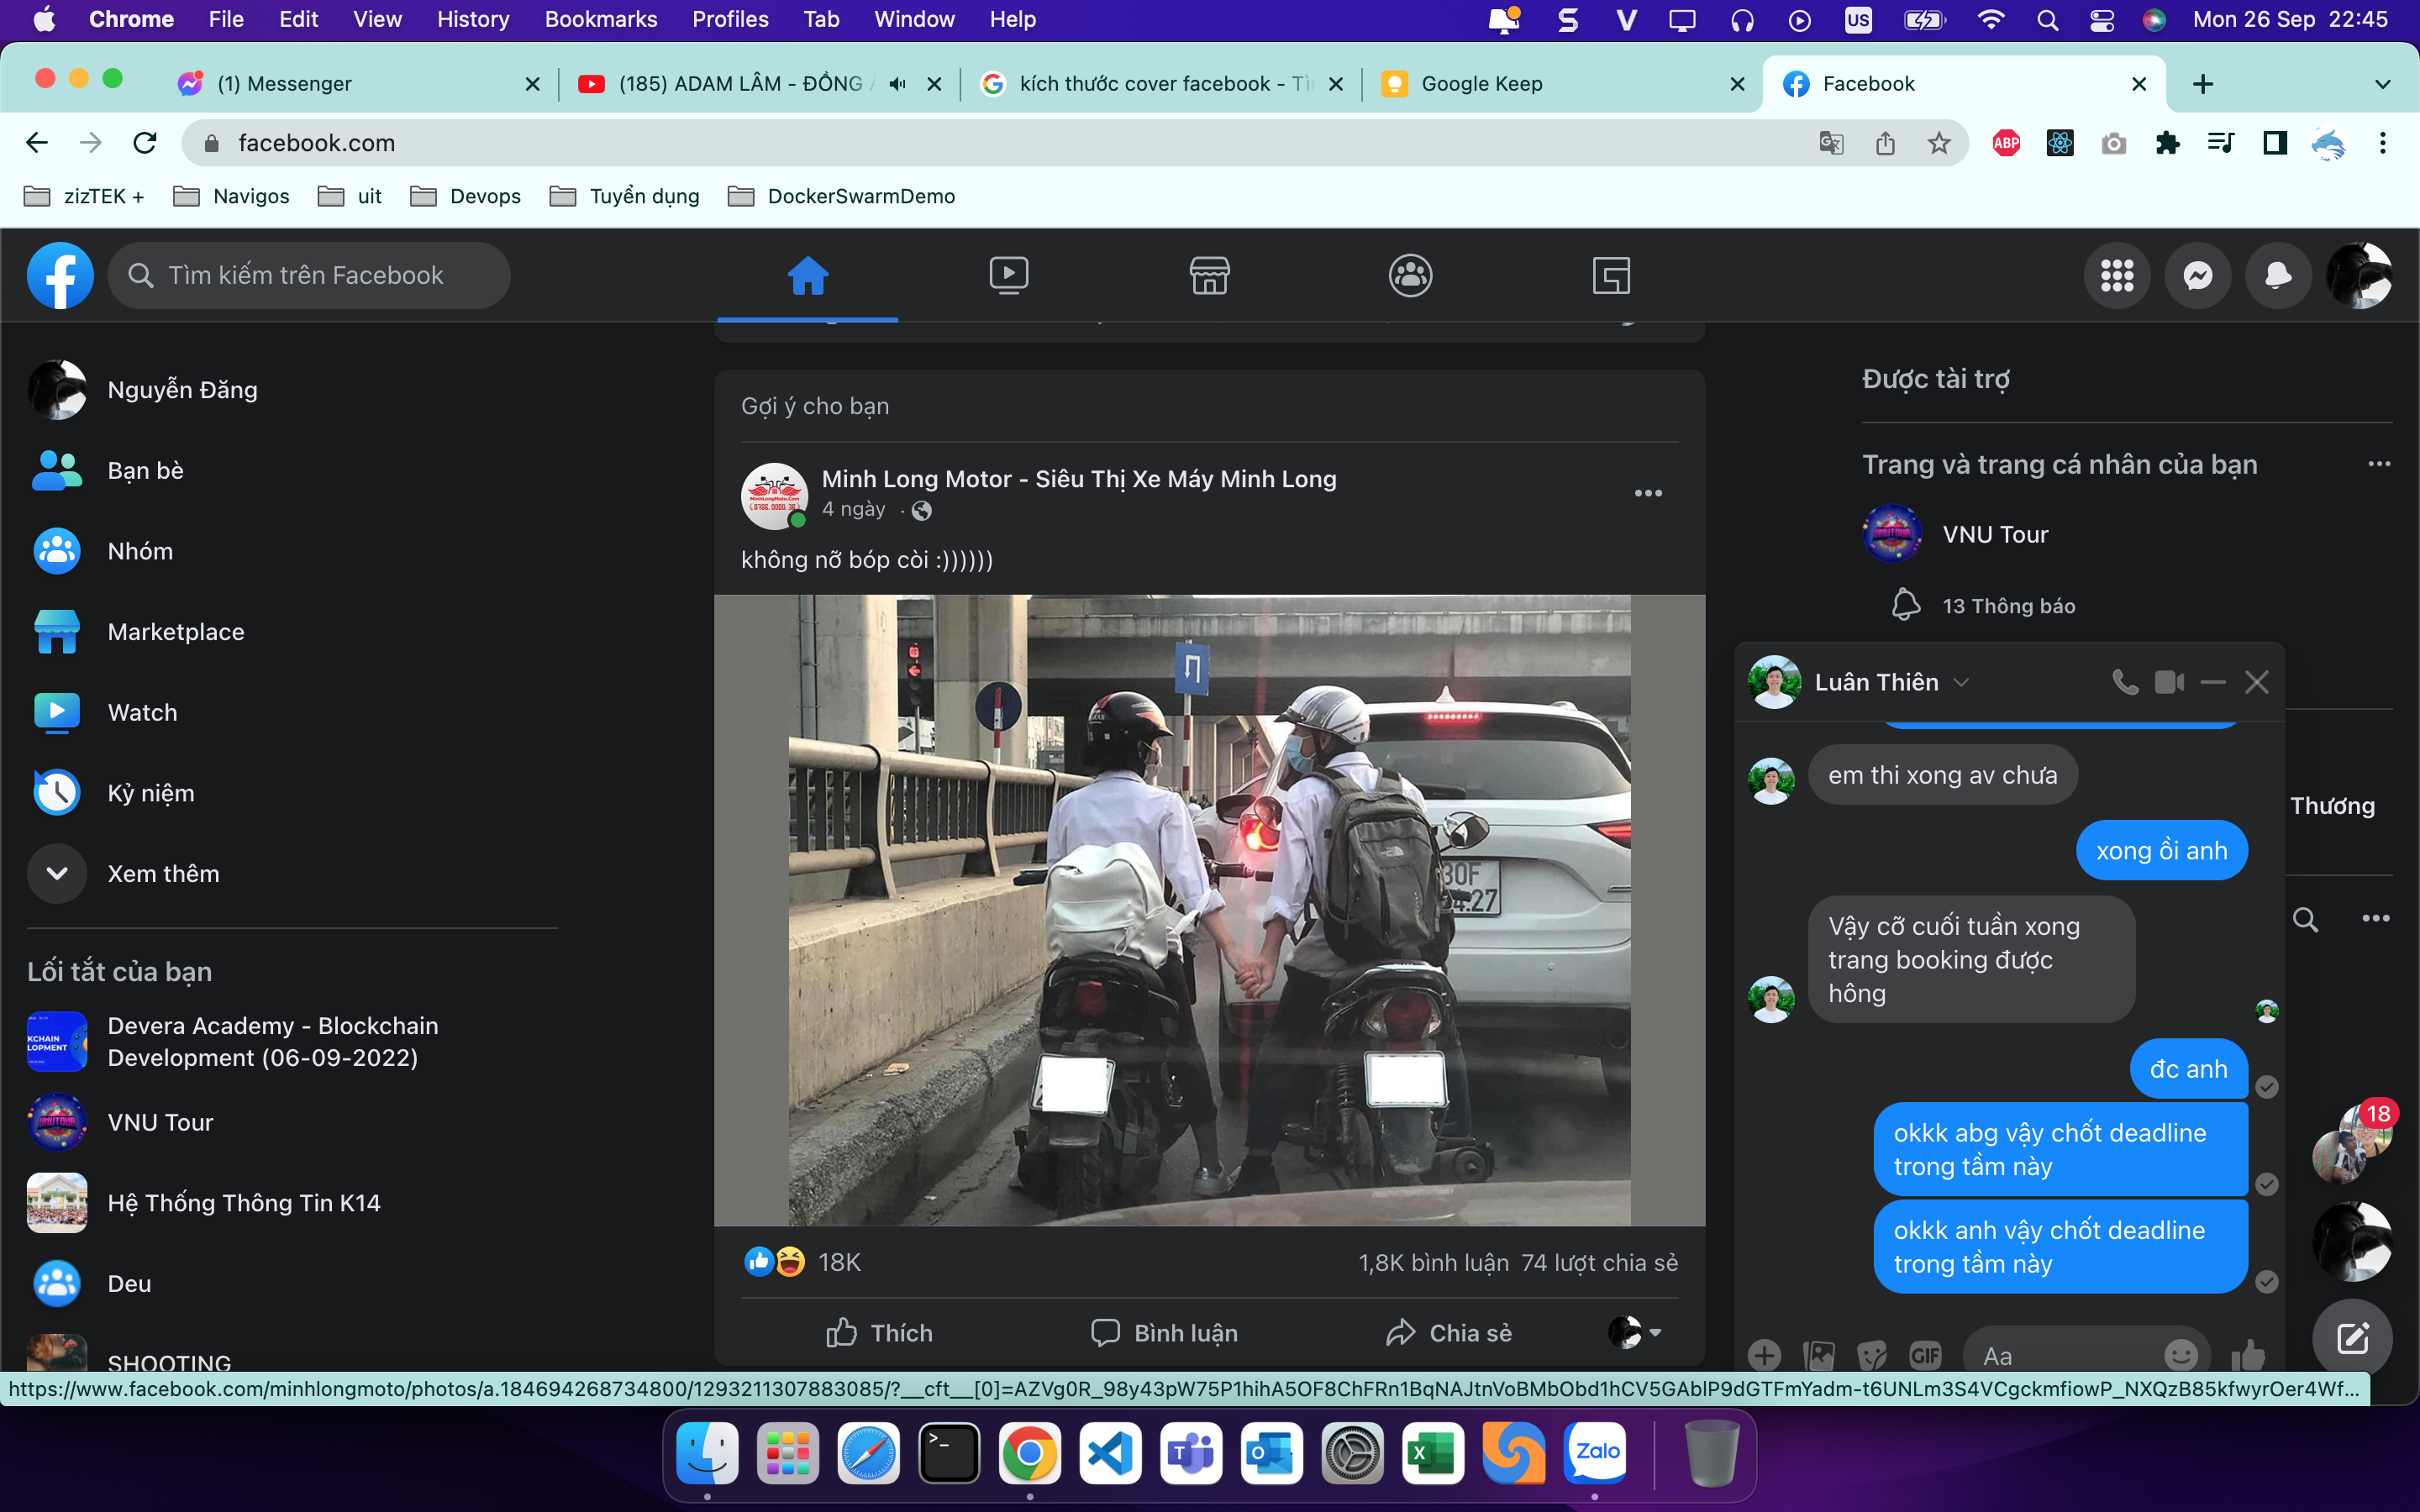 Chrome File Edit View History Bookmarks Profiles Tab Window Help
US
Mon 26 Sep 22:45
(1) Messenger
(185) ADAM LÂM - ĐỒNG
kích thước cover facebook - Tì
Google Keep
Facebook
facebook.com
ABP
zizTEK +
Navigos
uit
Devops
Tuyển dụng
DockerSwarmDemo
Tìm kiếm trên Facebook
Nguyễn Đăng
Bạn bè
Nhóm
Marketplace
Watch
Kỷ niệm
Xem thêm
Lối tắt của bạn
KCHAIN
LOPMENT
Devera Academy - Blockchain
Development (06-09-2022)
VNU Tour
Hệ Thống Thông Tin K14
Deu
SHOOTING
Gợi ý cho bạn
Minh Long Motor - Siêu Thị Xe Máy Minh Long
4 ngày ·
không nỡ bóp còi :))))))
30F
18K
1,8K bình luận 74 lượt chia sẻ
Thích
Bình luận
Chia sẻ
Được tài trợ
Trang và trang cá nhân của bạn
VNU Tour
13 Thông báo
Thương
Luân Thiên
em thi xong av chưa
xong ồi anh
Vậy cỡ cuối tuần xong
trang booking được
hông
đc anh
okkk abg vậy chốt deadline
trong tầm này
okkk anh vậy chốt deadline
trong tầm này
GIF
Aa
18
https://www.facebook.com/minhlongmoto/photos/a.184694268734800/1293211307883085/?__cft__[0]=AZVg0R_98y43pW75P1hihA5OF8ChFRn1BqNAJtnVoBMbObd1hCV5GAblP9dGTFmYadm-t6UNLm3S4VCgckmfiowP_NXQzB85kfwyrOer4Wf...
Zalo